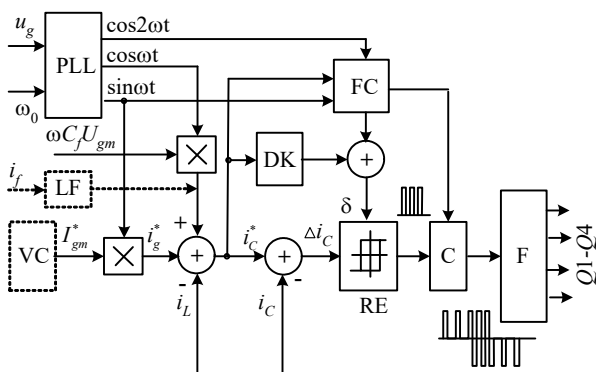 u_g
cos2ωt
PLL
cosωt
sinωt
ω_0
FC
ωC_fU_gm
DK
+
i_f
LF
×
δ
VC
I*_gm
×
i*_g
+
+
-
i*_C
+
-
Δi_C
RE
C
F
Q1-Q4
i_L
i_C